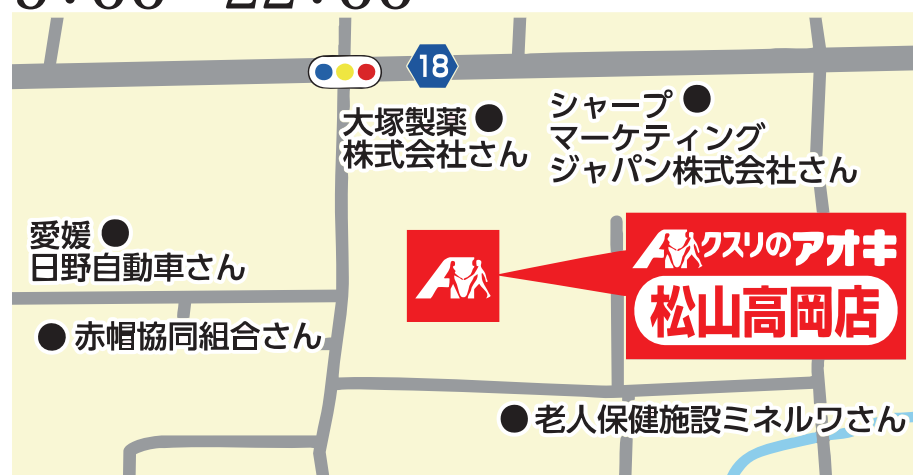 18
大塚製薬
株式会社さん
シャープ
マーケティング
ジャパン株式会社さん
愛媛
日野自動車さん
クスリのアオキ
松山高岡店
赤帽協同組合さん
老人保健施設ミネルワさん